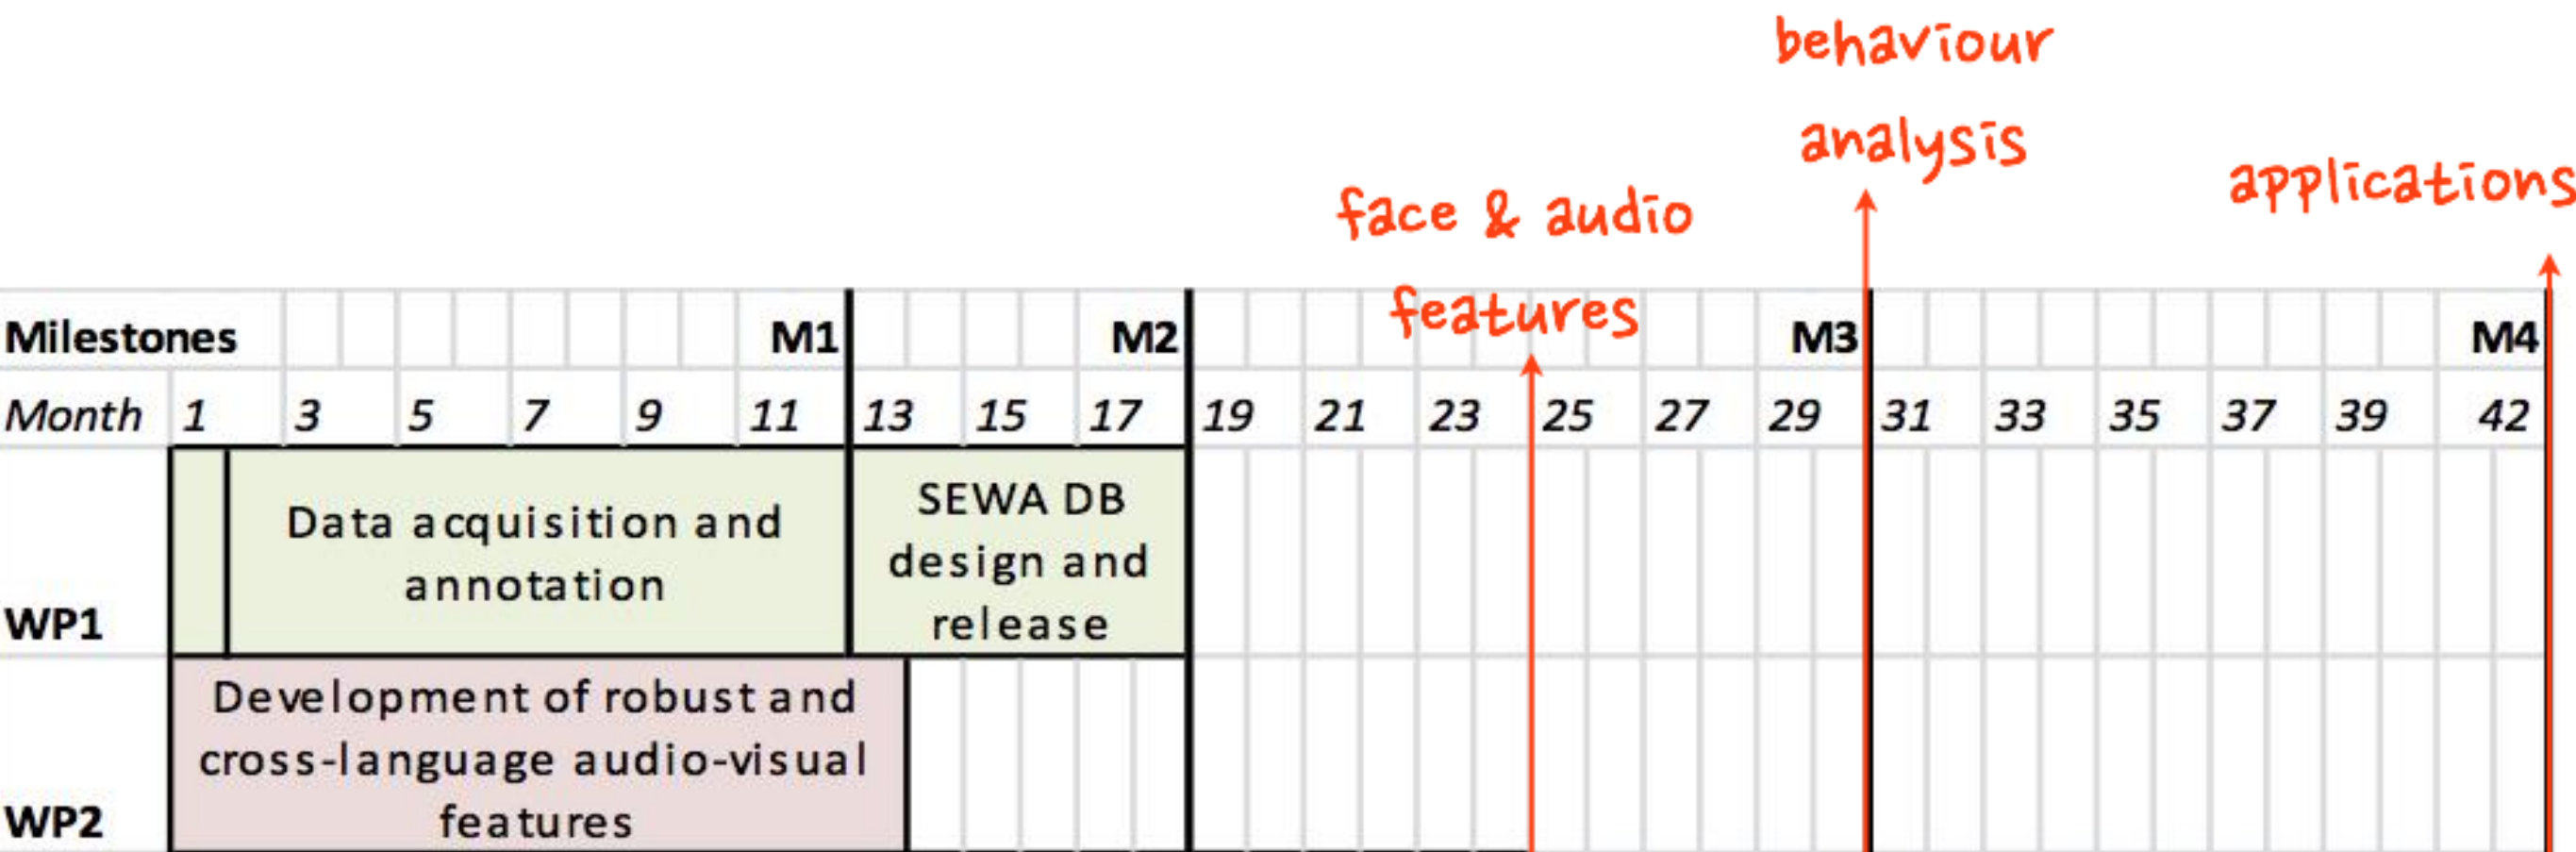 behaviour
analysis
applications
face & audio
features
Milestones M1 M2 M3 M4
Month 1 3 5 7 9 11 13 15 17 19 21 23 25 27 29 31 33 35 37 39 42
Data acquisition and
annotation
SEWA DB
design and
release
WP1
Development of robust and
cross-language audio-visual
features
WP2